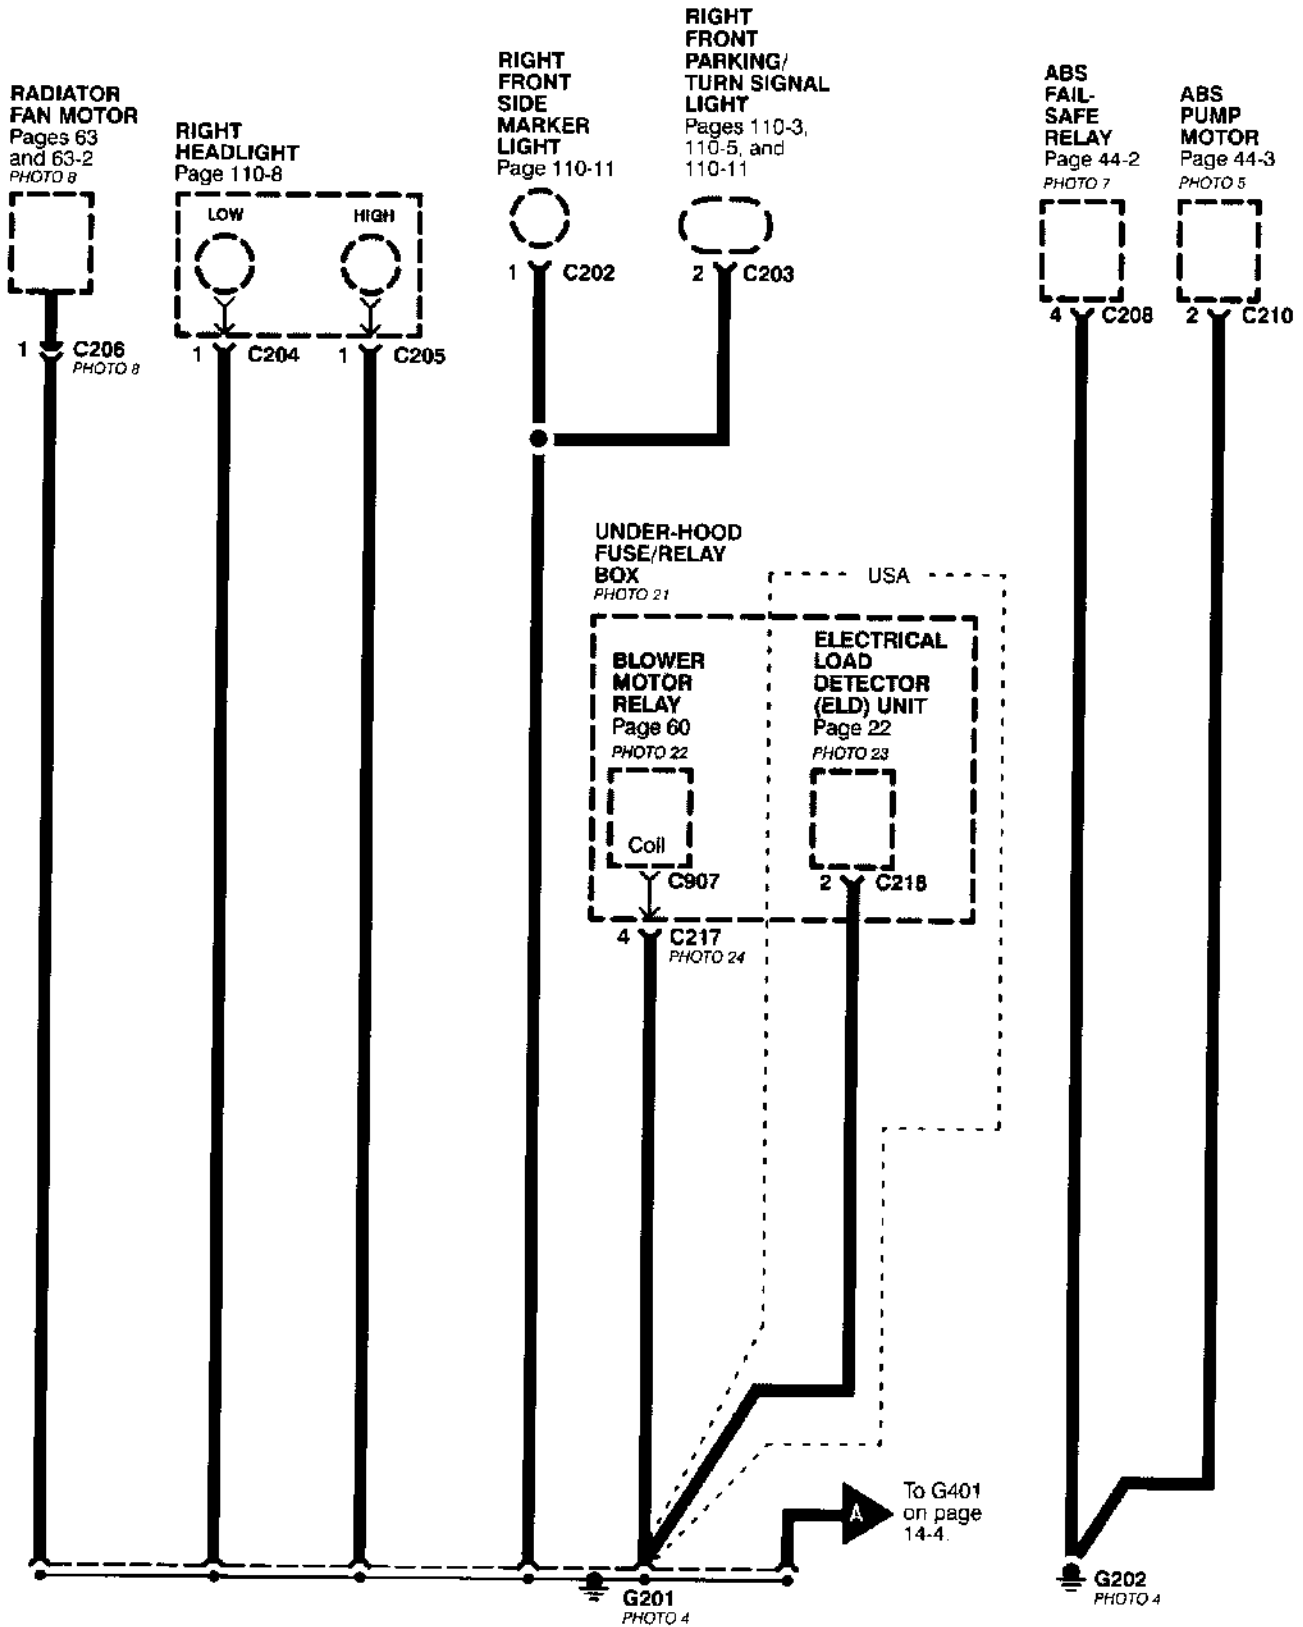 RADIATOR
FAN MOTOR
Pages 63
and 63-2
PHOTO 8
RIGHT
HEADLIGHT
Page 110-8
LOW
HIGH
RIGHT
FRONT
SIDE
MARKER
LIGHT
Page 110-11
RIGHT
FRONT
PARKING/
TURN SIGNAL
LIGHT
Pages 110-3,
110-5, and
110-11
ABS
FAIL-
SAFE
RELAY
Page 44-2
PHOTO 7
ABS
PUMP
MOTOR
Page 44-3
PHOTO 5
1 C206
PHOTO 8
1 C204
1 C205
1 C202
2 C203
4 C208
2 C210
UNDER-HOOD
FUSE/RELAY
BOX
PHOTO 21
USA
BLOWER
MOTOR
RELAY
Page 60
PHOTO 22
Coil
C907
4 C217
PHOTO 24
ELECTRICAL
LOAD
DETECTOR
(ELD) UNIT
Page 22
PHOTO 23
2 C218
A
To G401
on page
14-4.
G201
PHOTO 4
G202
PHOTO 4